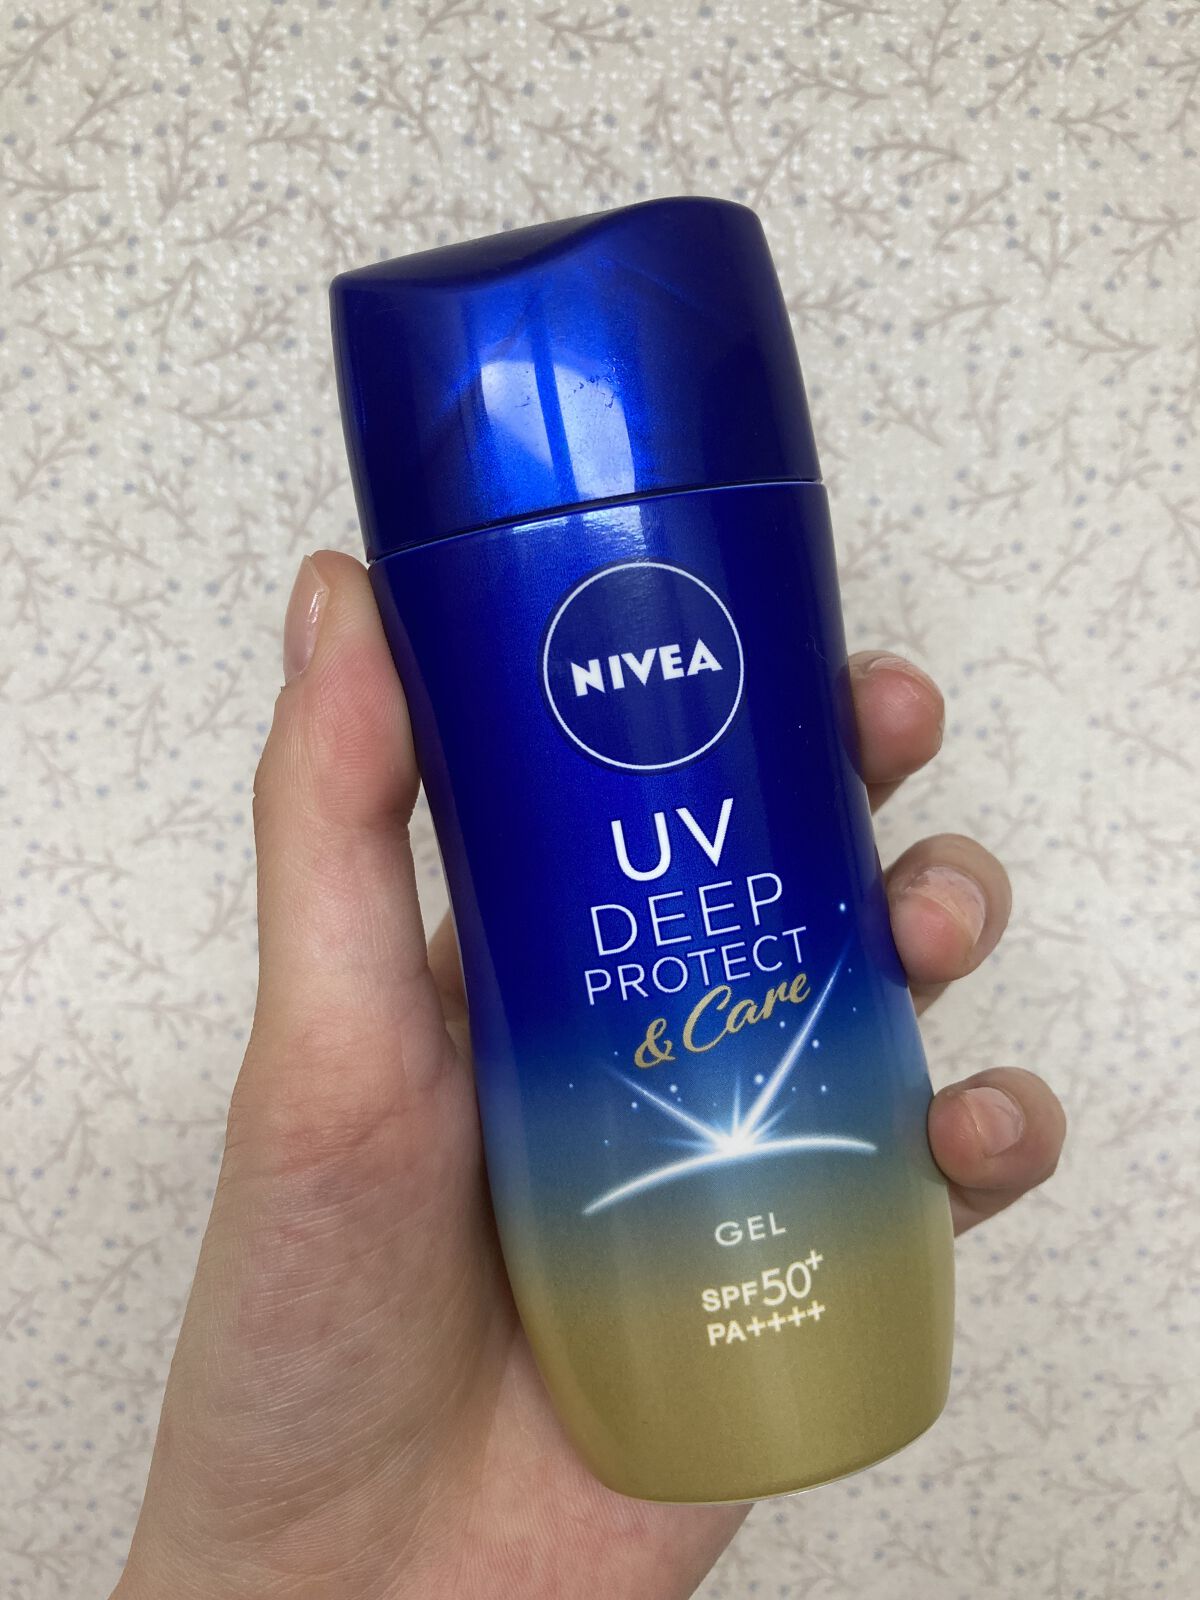 NIVEA
UV
DEEP
PROTECT
& Care
GEL
SPF50+
PA++++